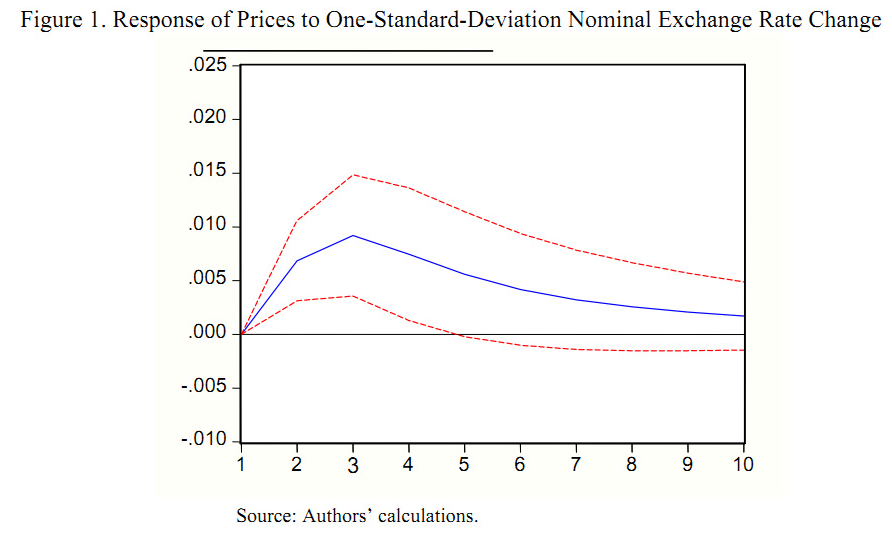 Figure 1. Response of Prices to One-Standard-Deviation Nominal Exchange Rate Change
.025
.020
.015
.010
.005
.000
-.005
-.010
1 2 3 4 5 6 7 8 9 10
Source: Authors’ calculations.